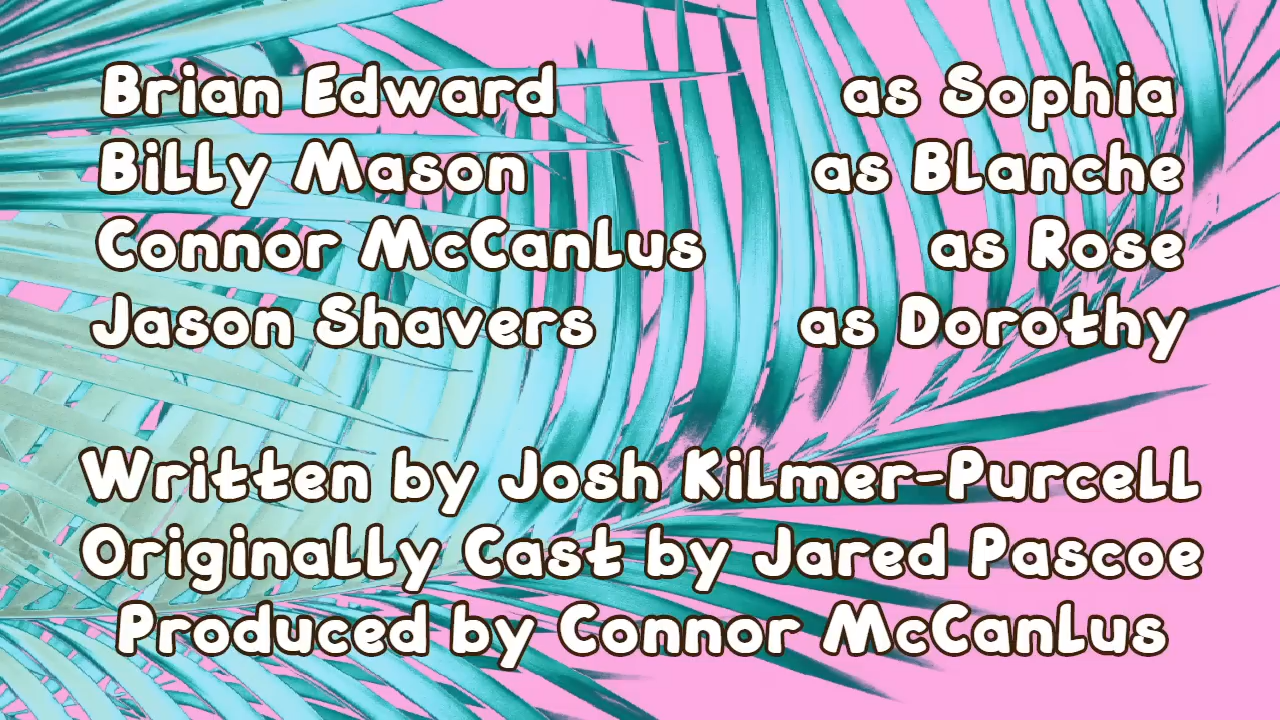 Brian Edward as Sophia
Billy Mason as Blanche
Connor McCanlus as Rose
Jason Shavers as Dorothy
Written by Josh Kilmer-Purcell
Originally Cast by Jared Pascoe
Produced by Connor McCanlus